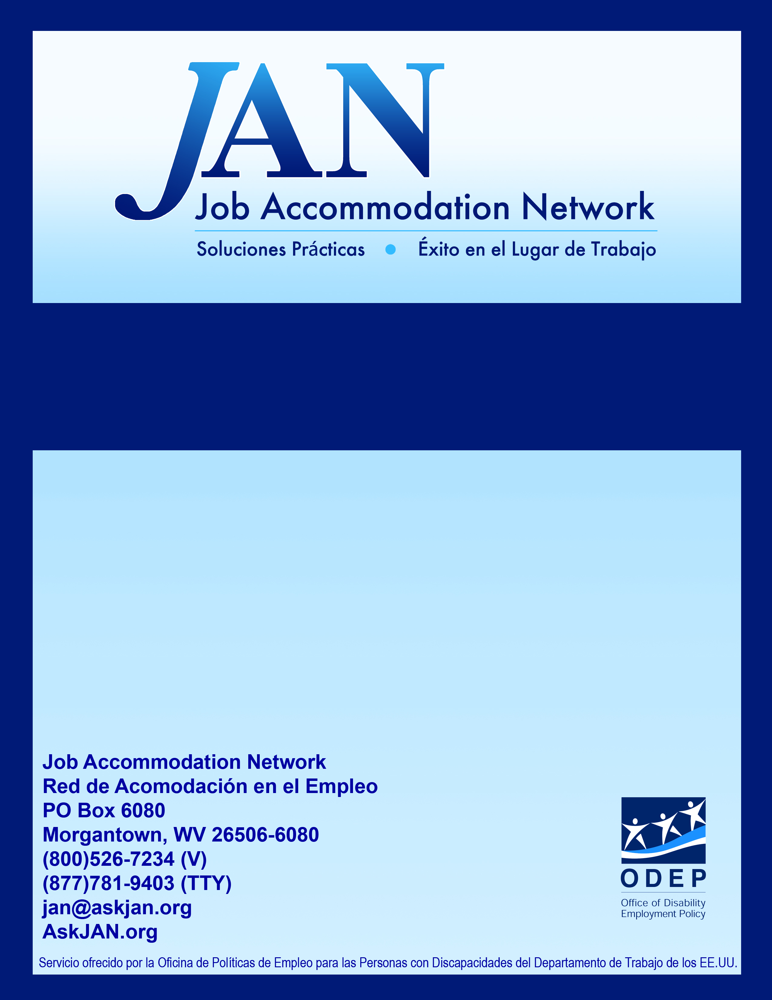 JAN
Job Accommodation Network
Soluciones Prácticas • Éxito en el Lugar de Trabajo
Job Accommodation Network
Red de Acomodación en el Empleo
PO Box 6080
Morgantown, WV 26506-6080
(800)526-7234 (V)
(877)781-9403 (TTY)
jan@askjan.org
AskJAN.org
ODEP
Office of Disability
Employment Policy
Servicio ofrecido por la Oficina de Políticas de Empleo para las Personas con Discapacidades del Departamento de Trabajo de los EE.UU.